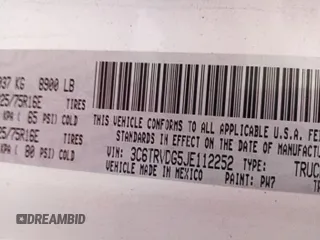 037 KG 8900 LB
25/75R16E TIRES
KPA ( 65 PSI) COLD
25/75R16E TIRES
KPA ( 80 PSI) COLD
THIS VEHICLE CONFORMS TO ALL APPLICABLE U.S.A. FE
STANDARDS IN EFFECT ON THE DATE OF MANUF
VIN: 3C6TRVDG5JE112252 TYPE: TRUC
VEHICLE MADE IN MEXICO PAINT: PW7
DREAMBID